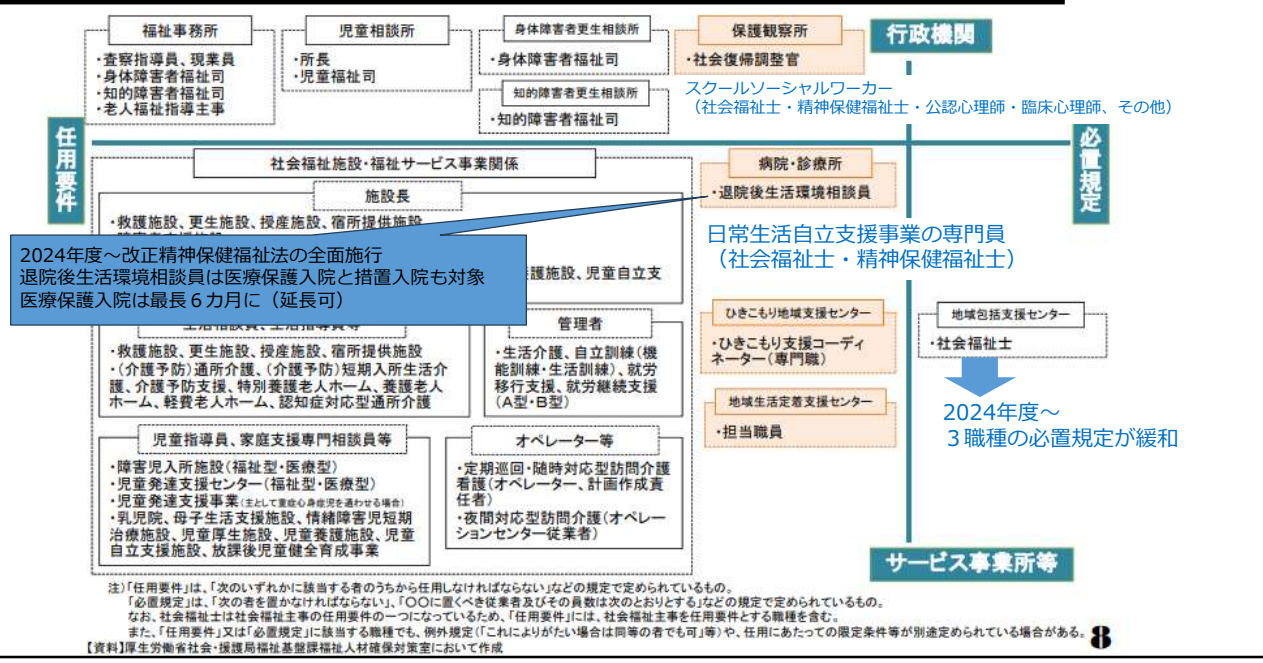 福祉事務所
・査察指導員、現業員
・身体障害者福祉司
・知的障害者福祉司
・老人福祉指導主事
児童相談所
・所長
・児童福祉司
身体障害者更生相談所
・身体障害者福祉司
知的障害者更生相談所
・知的障害者福祉司
保護観察所
・社会復帰調整官
行政機関
スクールソーシャルワーカー
（社会福祉士・精神保健福祉士・公認心理師・臨床心理師、その他）
任用要件
必置規定
社会福祉施設・福祉サービス事業関係
施設長
・救護施設、更生施設、授産施設、宿所提供施設
2024年度～改正精神保健福祉法の全面施行
退院後生活環境相談員は医療保護入院と措置入院も対象
医療保護入院は最長６カ月に（延長可）
護施設、児童自立支
病院・診療所
・退院後生活環境相談員
日常生活自立支援事業の専門員
（社会福祉士・精神保健福祉士）
生活相談員、生活指導員等
・救護施設、更生施設、授産施設、宿所提供施設
・(介護予防)通所介護、(介護予防)短期入所生活介
護、介護予防支援、特別養護老人ホーム、養護老人
ホーム、軽費老人ホーム、認知症対応型通所介護
管理者
・生活介護、自立訓練(機
能訓練・生活訓練)、就労
移行支援、就労継続支援
(A型・B型)
ひきこもり地域支援センター
・ひきこもり支援コーディ
ネーター(専門職)
地域包括支援センター
・社会福祉士
2024年度～
３職種の必置規定が緩和
地域生活定着支援センター
・担当職員
児童指導員、家庭支援専門相談員等
・障害児入所施設(福祉型・医療型)
・児童発達支援センター(福祉型・医療型)
・児童発達支援事業(主として重症心身症児を通わせる場合)
・乳児院、母子生活支援施設、情緒障害児短期
治療施設、児童厚生施設、児童養護施設、児童
自立支援施設、放課後児童健全育成事業
オペレーター等
・定期巡回・随時対応型訪問介護
看護(オペレーター、計画作成責
任者)
・夜間対応型訪問介護(オペレー
ションセンター従業者)
サービス事業所等
注)「任用要件」は、「次のいずれかに該当する者のうちから任用しなければならない」などの規定で定められているもの。
「必置規定」は、「次の者を置かなければならない」、「〇〇に置くべき従業者及びその員数は次のとおりとする」などの規定で定められているもの。
なお、社会福祉士は社会福祉主事の任用要件の一つになっているため、「任用要件」には、社会福祉主事を任用要件とする職種を含む。
また、「任用要件」又は「必置規定」に該当する職種でも、例外規定(「これによりがたい場合は同等の者でも可」等)や、任用にあたっての限定条件等が別途定められている場合がある。
【資料】厚生労働省社会・援護局福祉基盤課福祉人材確保対策室において作成
8